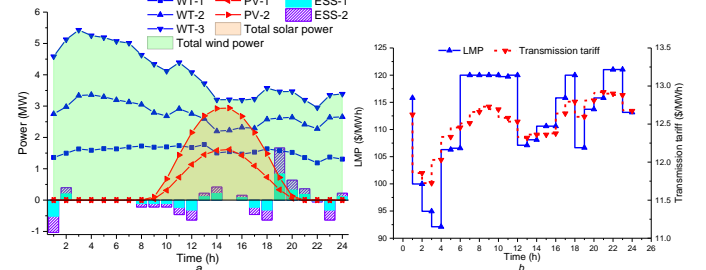 WT-1 PV-1 ESS-1
WT-2 PV-2 ESS-2
WT-3 Total solar power
Total wind power
6
5
4
3
2
1
0
-1
Power (MW)
2 4 6 8 10 12 14 16 18 20 22 24
Time (h)
a
LMP Transmission tariff
125
120
115
110
105
100
95
90
LMP ($/MWh)
13.5
13.0
12.5
12.0
11.5
11.0
Transmission tariff ($/MWh)
0 2 4 6 8 10 12 14 16 18 20 22 24 26
Time (h)
b